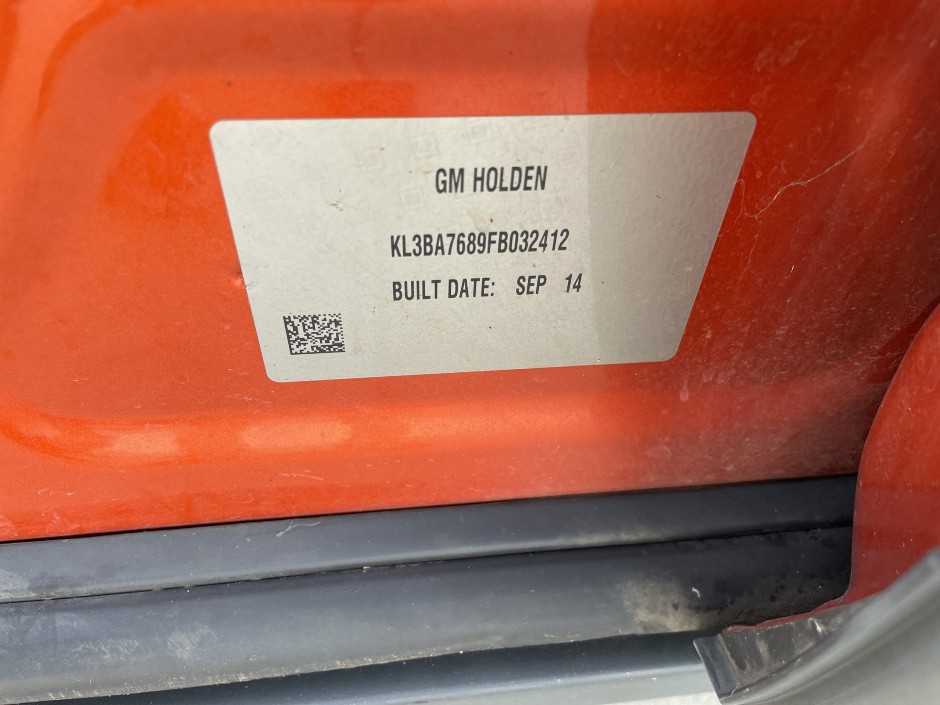 GM HOLDEN
KL3BA7689FB032412
BUILT DATE: SEP 14